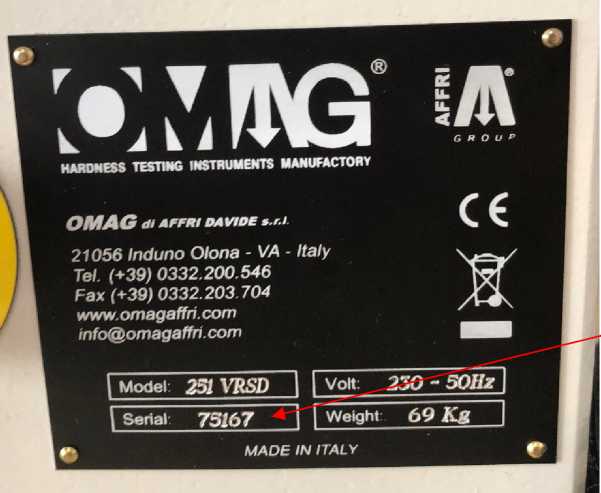 OMAG®
AFFRI®
GROUP
HARDNESS TESTING INSTRUMENTS MANUFACTORY
OMAG di AFFRI DAVIDE s.r.l.
CE
21056 Induno Olona - VA - Italy
Tel. (+39) 0332.200.546
Fax (+39) 0332.203.704
www.omagaffri.com
info@omagaffri.com
Model: 251 VRSD
Volt: 230 ~ 50Hz
Serial: 75167
Weight: 69 Kg
MADE IN ITALY